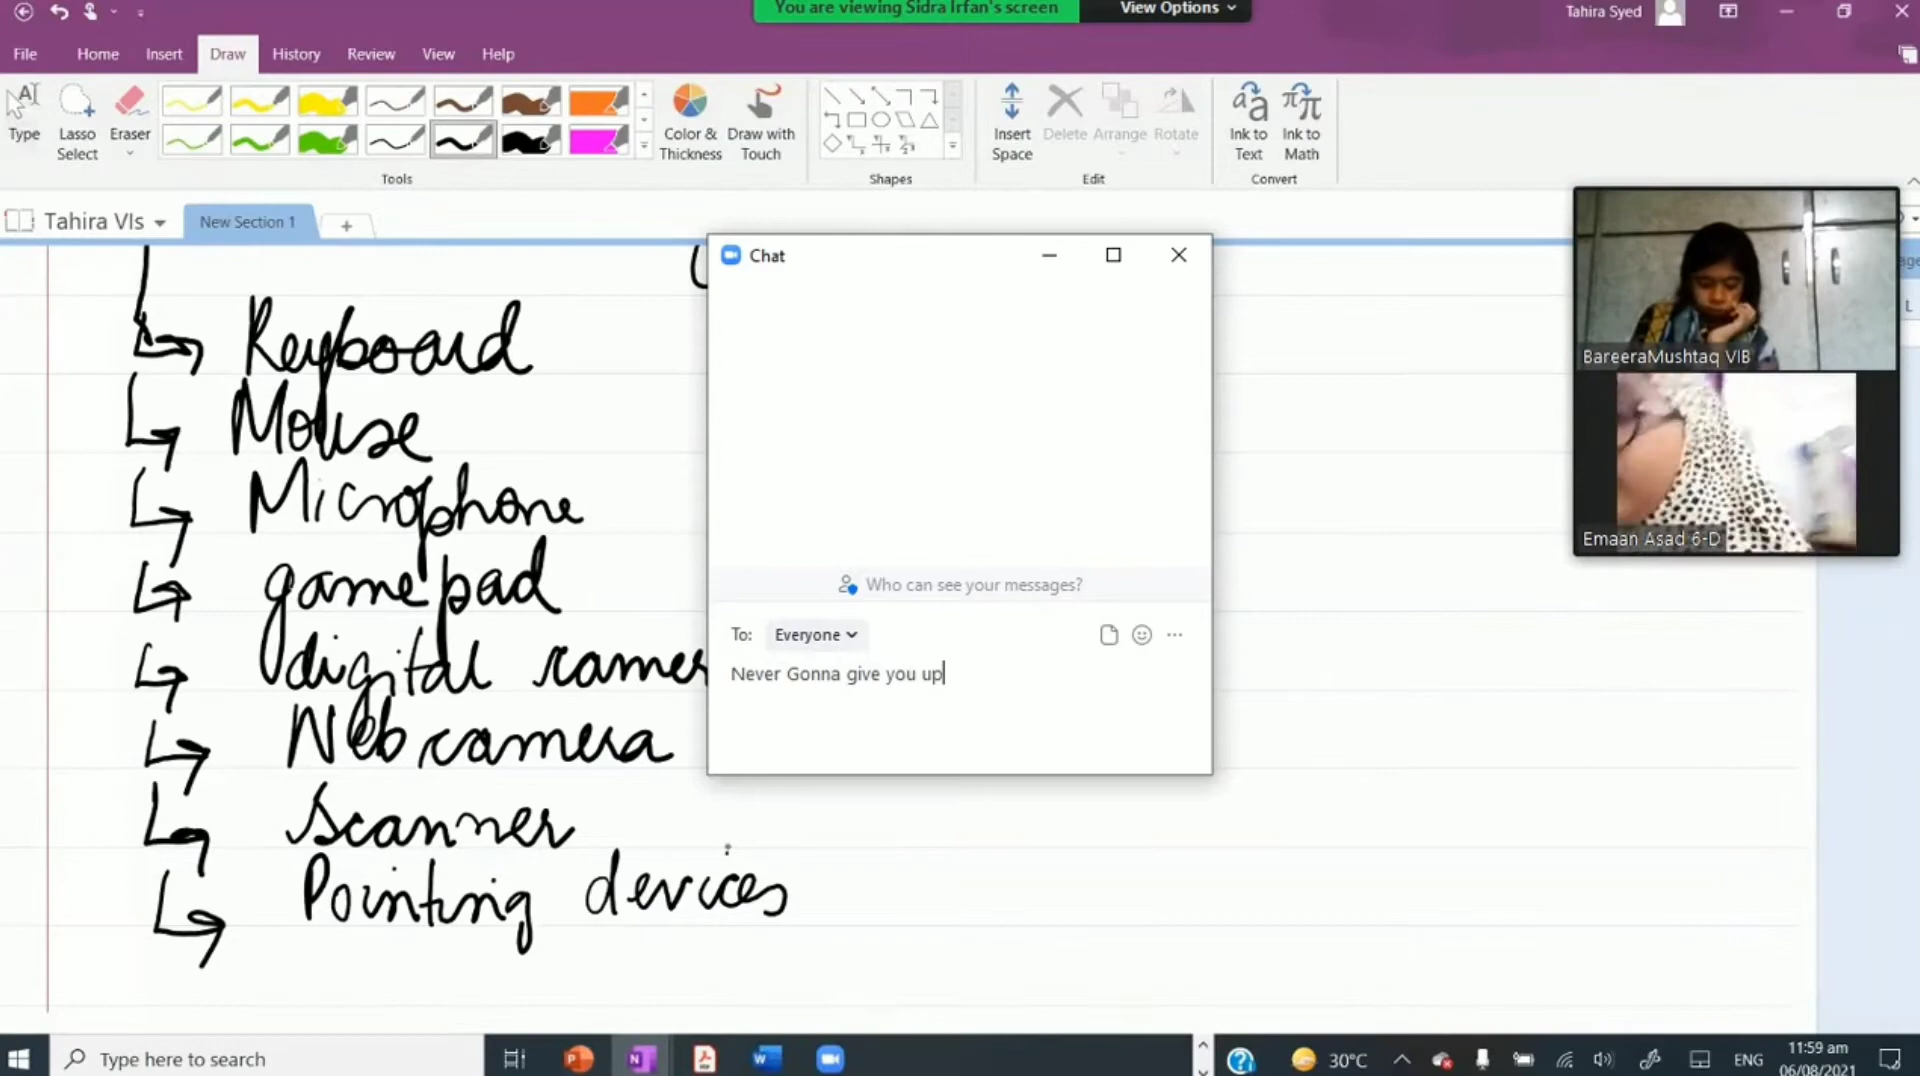 You are viewing Sidra Irfan's screen
View Options
Tahira Syed
File
Home
Insert
Draw
History
Review
View
Help
Type
Lasso
Select
Eraser
Color &
Thickness
Draw with
Touch
Insert
Space
Delete
Arrange
Rotate
Ink to
Text
Ink to
Math
Tools
Shapes
Edit
Convert
Tahira VIs
New Section 1
Keyboard
Mouse
Microphone
gamepad
digital camer
Web camera
Scanner
Pointing devices
Chat
Who can see your messages?
To: Everyone
Never Gonna give you up
BareeraMushtaq VIB
Emaan Asad 6-D
Type here to search
30°C
ENG
11:59 am
06/08/2021